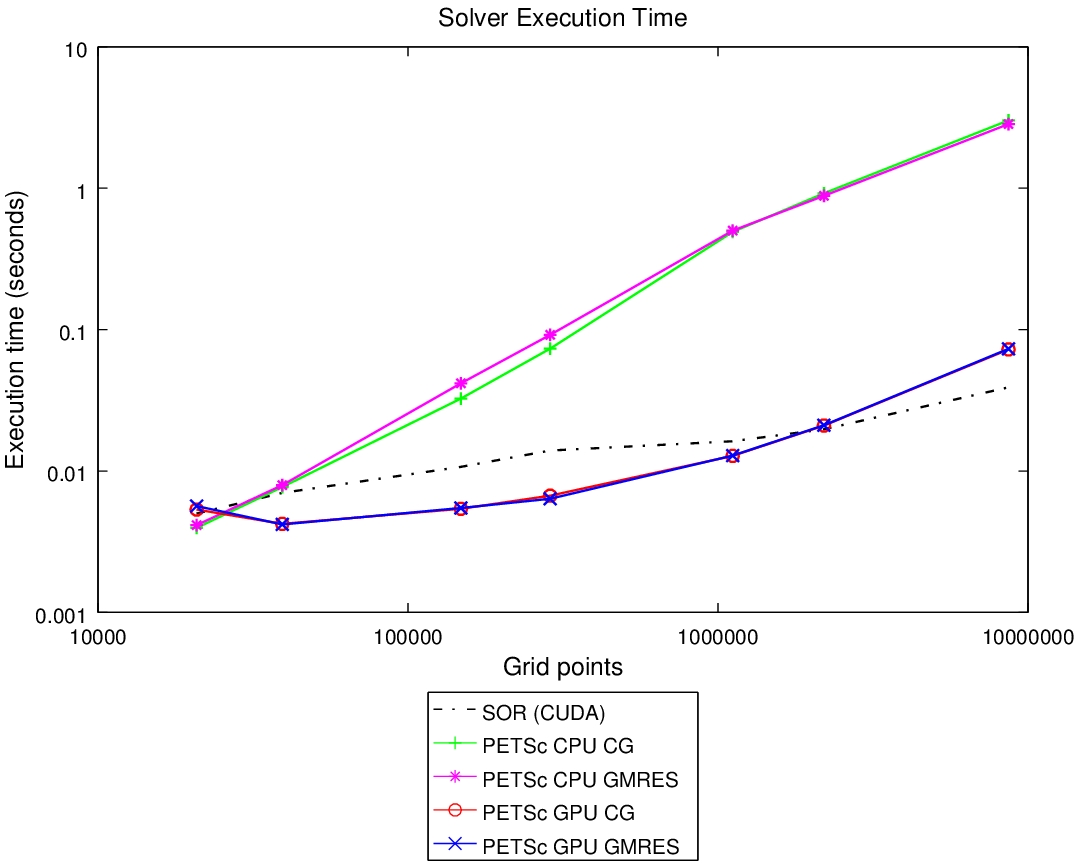 Solver Execution Time
10
1
0.1
0.01
0.001
Execution time (seconds)
10000
100000
1000000
10000000
Grid points
SOR (CUDA)
PETSc CPU CG
PETSc CPU GMRES
PETSc GPU CG
PETSc GPU GMRES